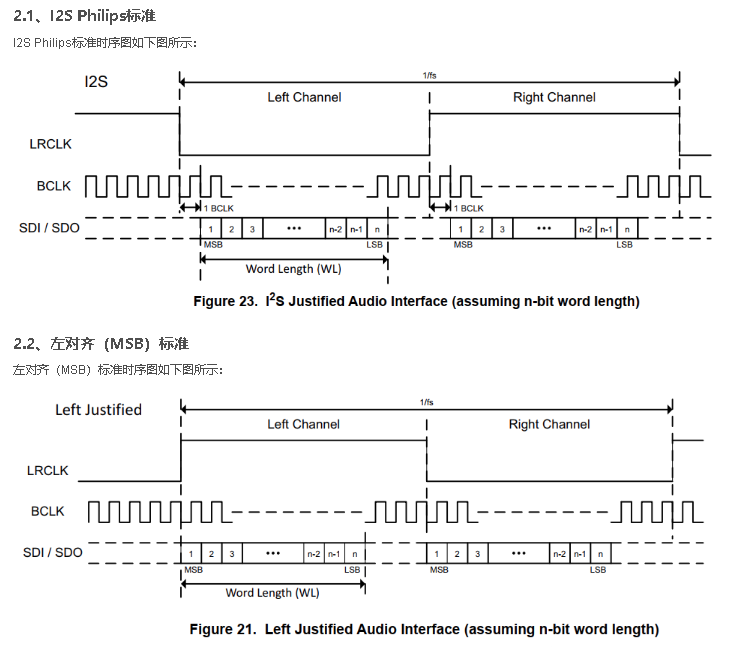 2.1、I2S Philips标准
I2S Philips标准时序图如下图所示：
I2S
1/fs
Left Channel
Right Channel
LRCLK
BCLK
1 BCLK
1 BCLK
SDI / SDO
1 2 3 ••• n-2 n-1 n
1 2 3 ••• n-2 n-1 n
MSB LSB MSB LSB
Word Length (WL)
Figure 23. I²S Justified Audio Interface (assuming n-bit word length)
2.2、左对齐（MSB）标准
左对齐（MSB）标准时序图如下图所示：
Left Justified
1/fs
Left Channel
Right Channel
LRCLK
BCLK
SDI / SDO
1 2 3 ••• n-2 n-1 n
1 2 3 ••• n-2 n-1 n
MSB LSB MSB LSB
Word Length (WL)
Figure 21. Left Justified Audio Interface (assuming n-bit word length)